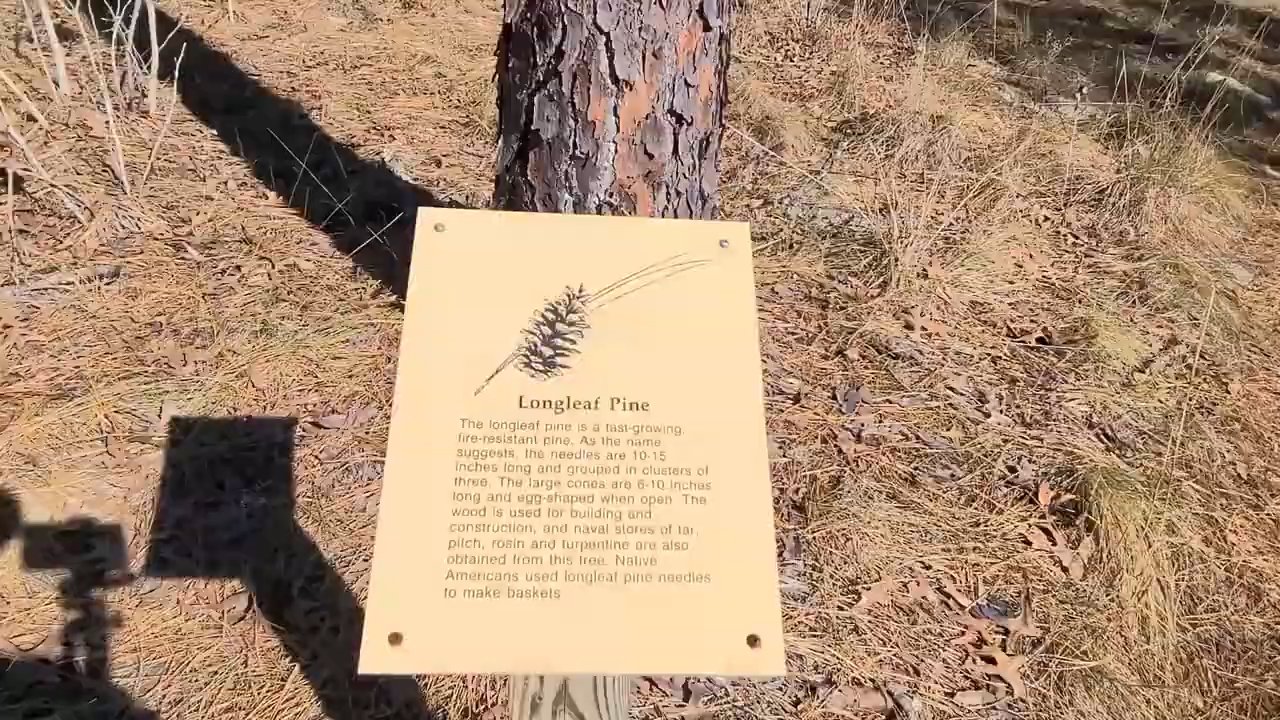 Longleaf Pine
The longleaf pine is a fast-growing,
fire-resistant pine. As the name
suggests, the needles are 10-15
inches long and grouped in clusters of
three. The large cones are 6-10 inches
long and egg-shaped when open. The
wood is used for building and
construction, and naval stores of tar,
pitch, rosin and turpentine are also
obtained from this tree. Native
Americans used longleaf pine needles
to make baskets